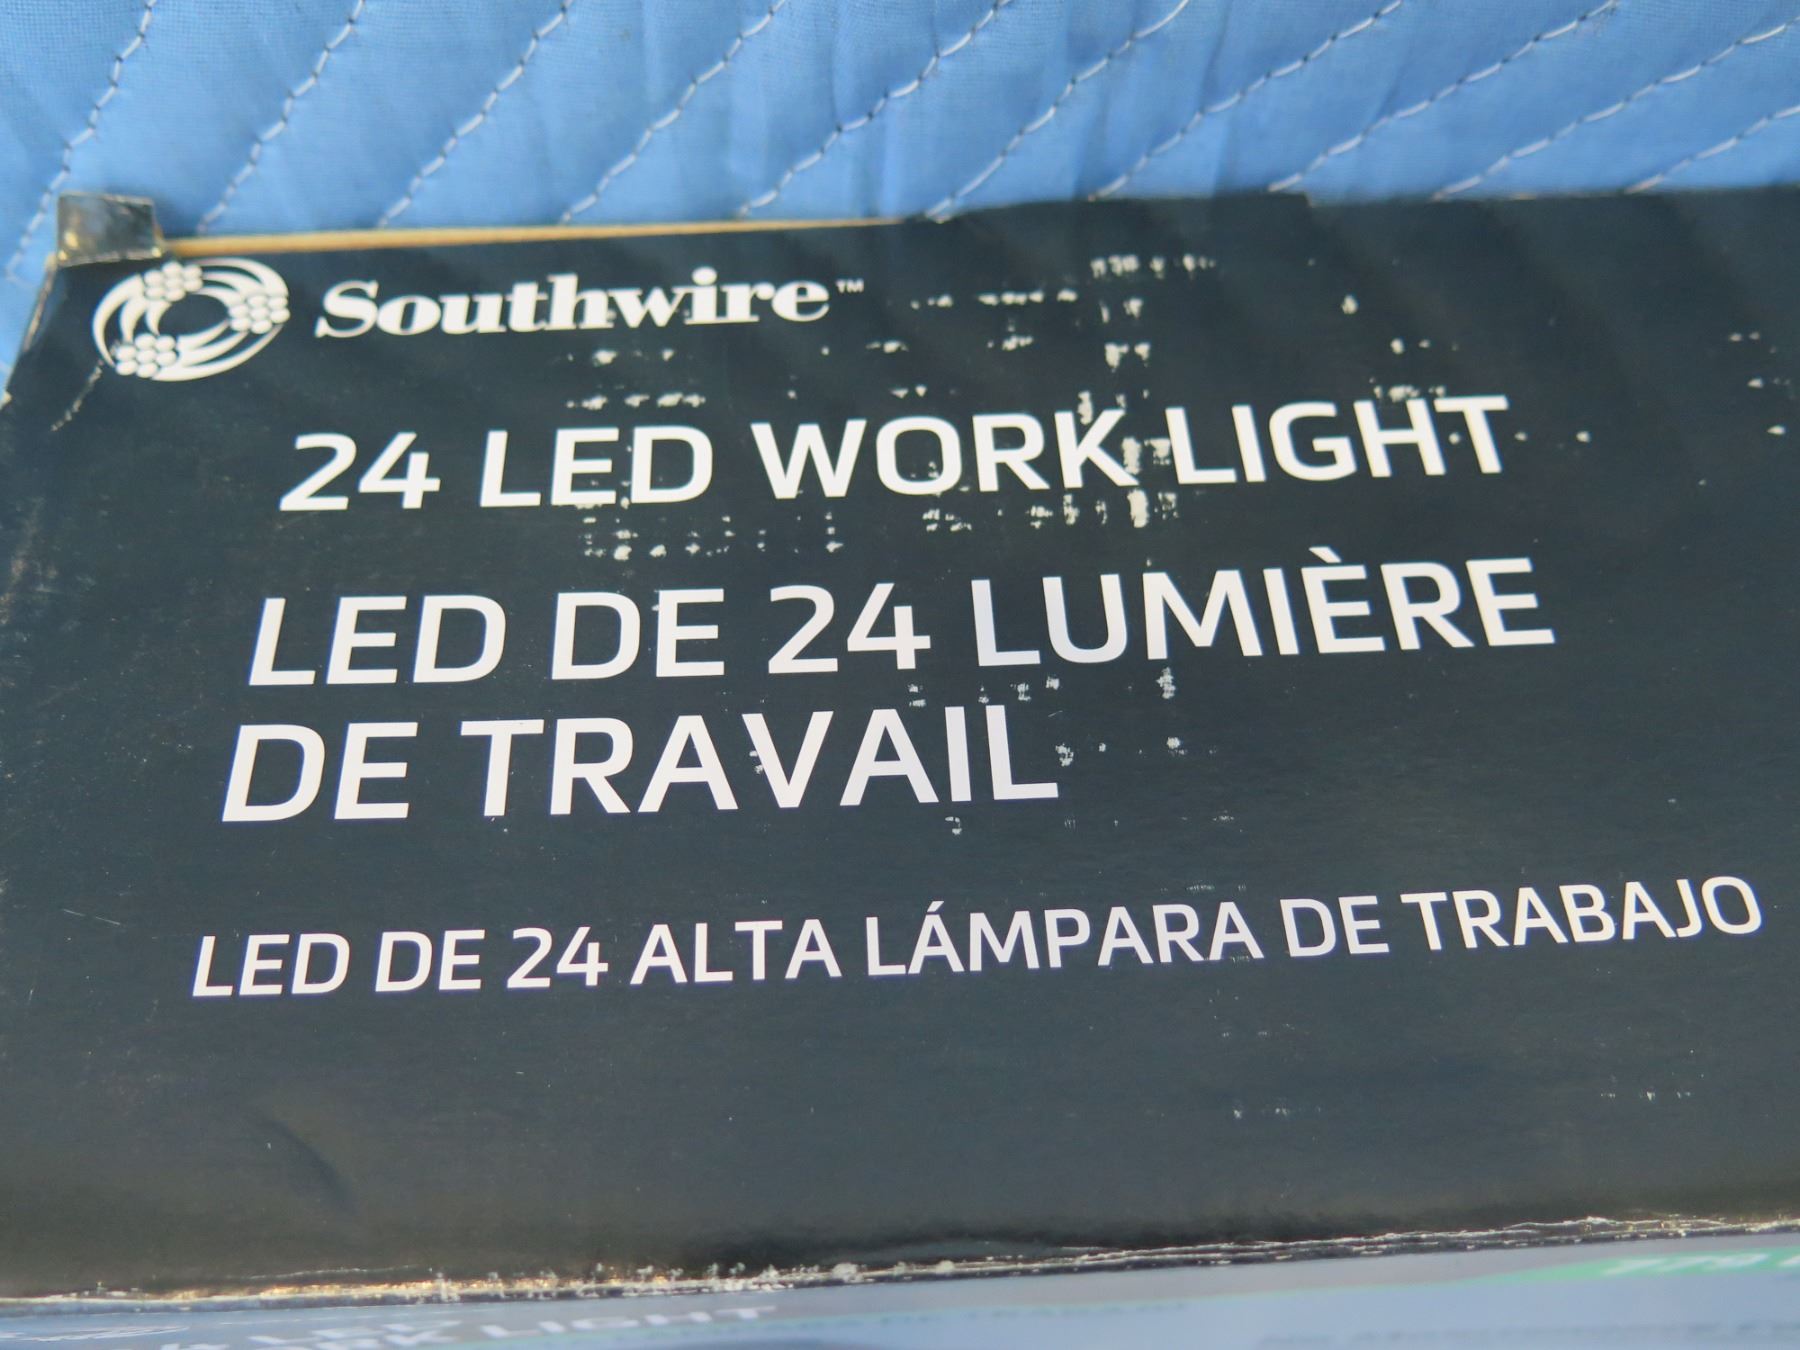 Southwire™
24 LED WORK LIGHT
LED DE 24 LUMIÈRE
DE TRAVAIL
LED DE 24 ALTA LÁMPARA DE TRABAJO